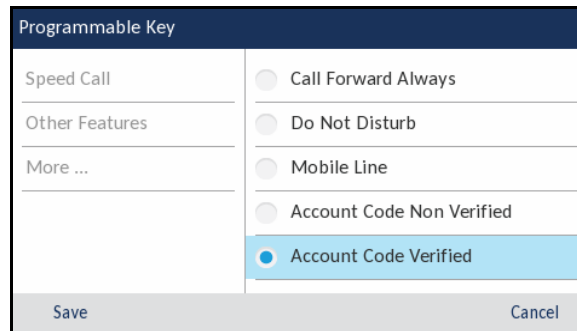 Programmable Key
Speed Call
Other Features
More ...
Call Forward Always
Do Not Disturb
Mobile Line
Account Code Non Verified
Account Code Verified
Save
Cancel